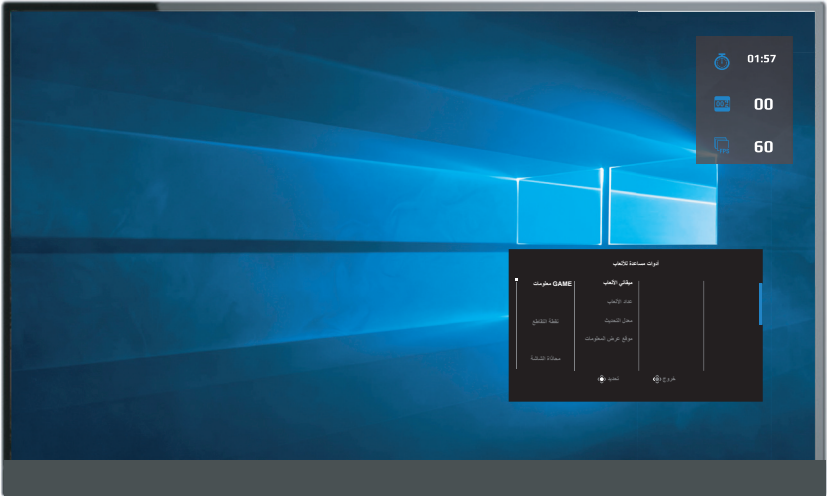 01:57
00
FPS
60
أدوات مساعدة للألعاب
GAME معلومات
ميقاتي الألعاب
عداد الألعاب
نقطة التقاطع
معدل التحديث
موقع عرض المعلومات
محاذاة الشاشة
تحديد
خروج